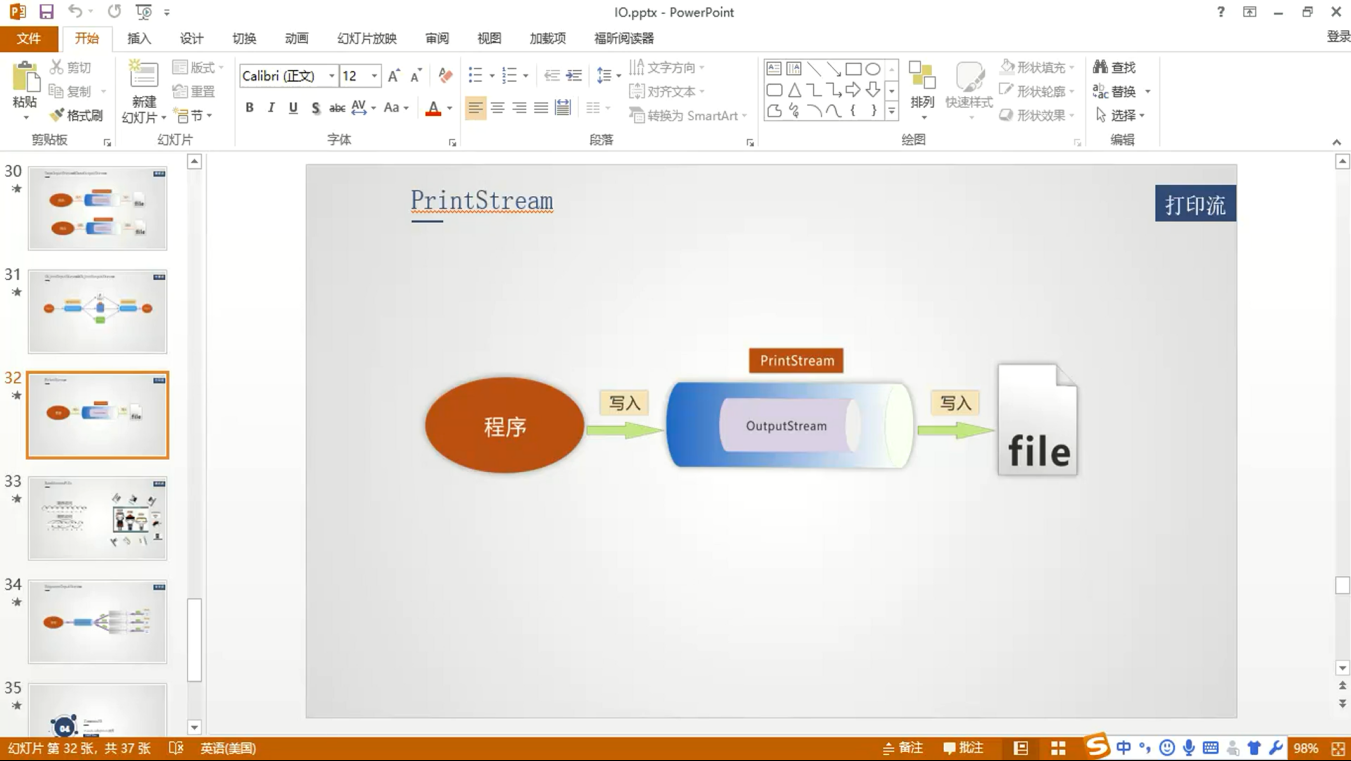 IO.pptx - PowerPoint
登录
文件 开始 插入 设计 切换 动画 幻灯片放映 审阅 视图 加载项 福昕阅读器
粘贴
剪切
复制
格式刷
剪贴板
新建
幻灯片
版式
重置
节
幻灯片
Calibri (正文) 12
B I U S abc AV Aa A
字体
文字方向
对齐文本
转换为 SmartArt
段落
排列
快速样式
形状填充
形状轮廓
形状效果
绘图
查找
替换
选择
编辑
30
31
32
33
34
35
04
PrintStream
打印流
PrintStream
程序
写入
OutputStream
写入
file
幻灯片 第 32 张，共 37 张
英语(美国)
备注
批注
中
98%